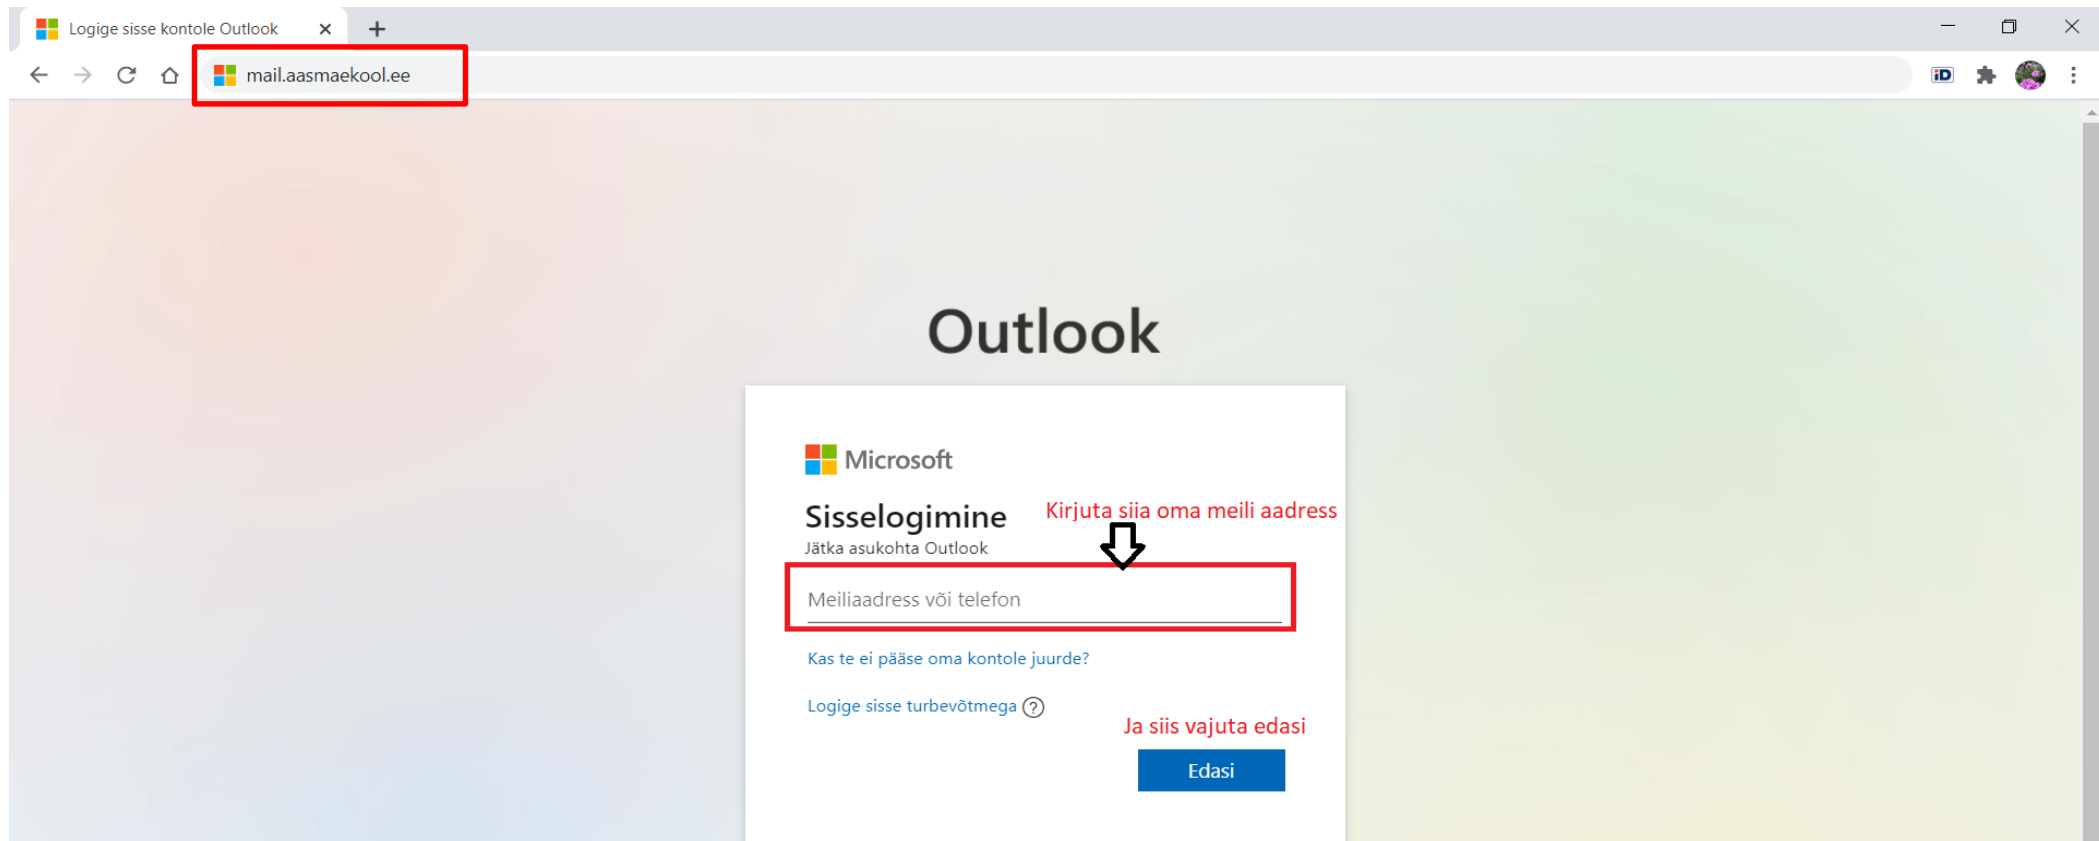 Logige sisse kontole Outlook
mail.aasmaekool.ee
iD
Outlook
Microsoft
Sisselogimine
Kirjuta siia oma meili aadress
Jätka asukohta Outlook
Meiliaadress või telefon
Kas te ei pääse oma kontole juurde?
Logige sisse turbevõtmega ?
Ja siis vajuta edasi
Edasi